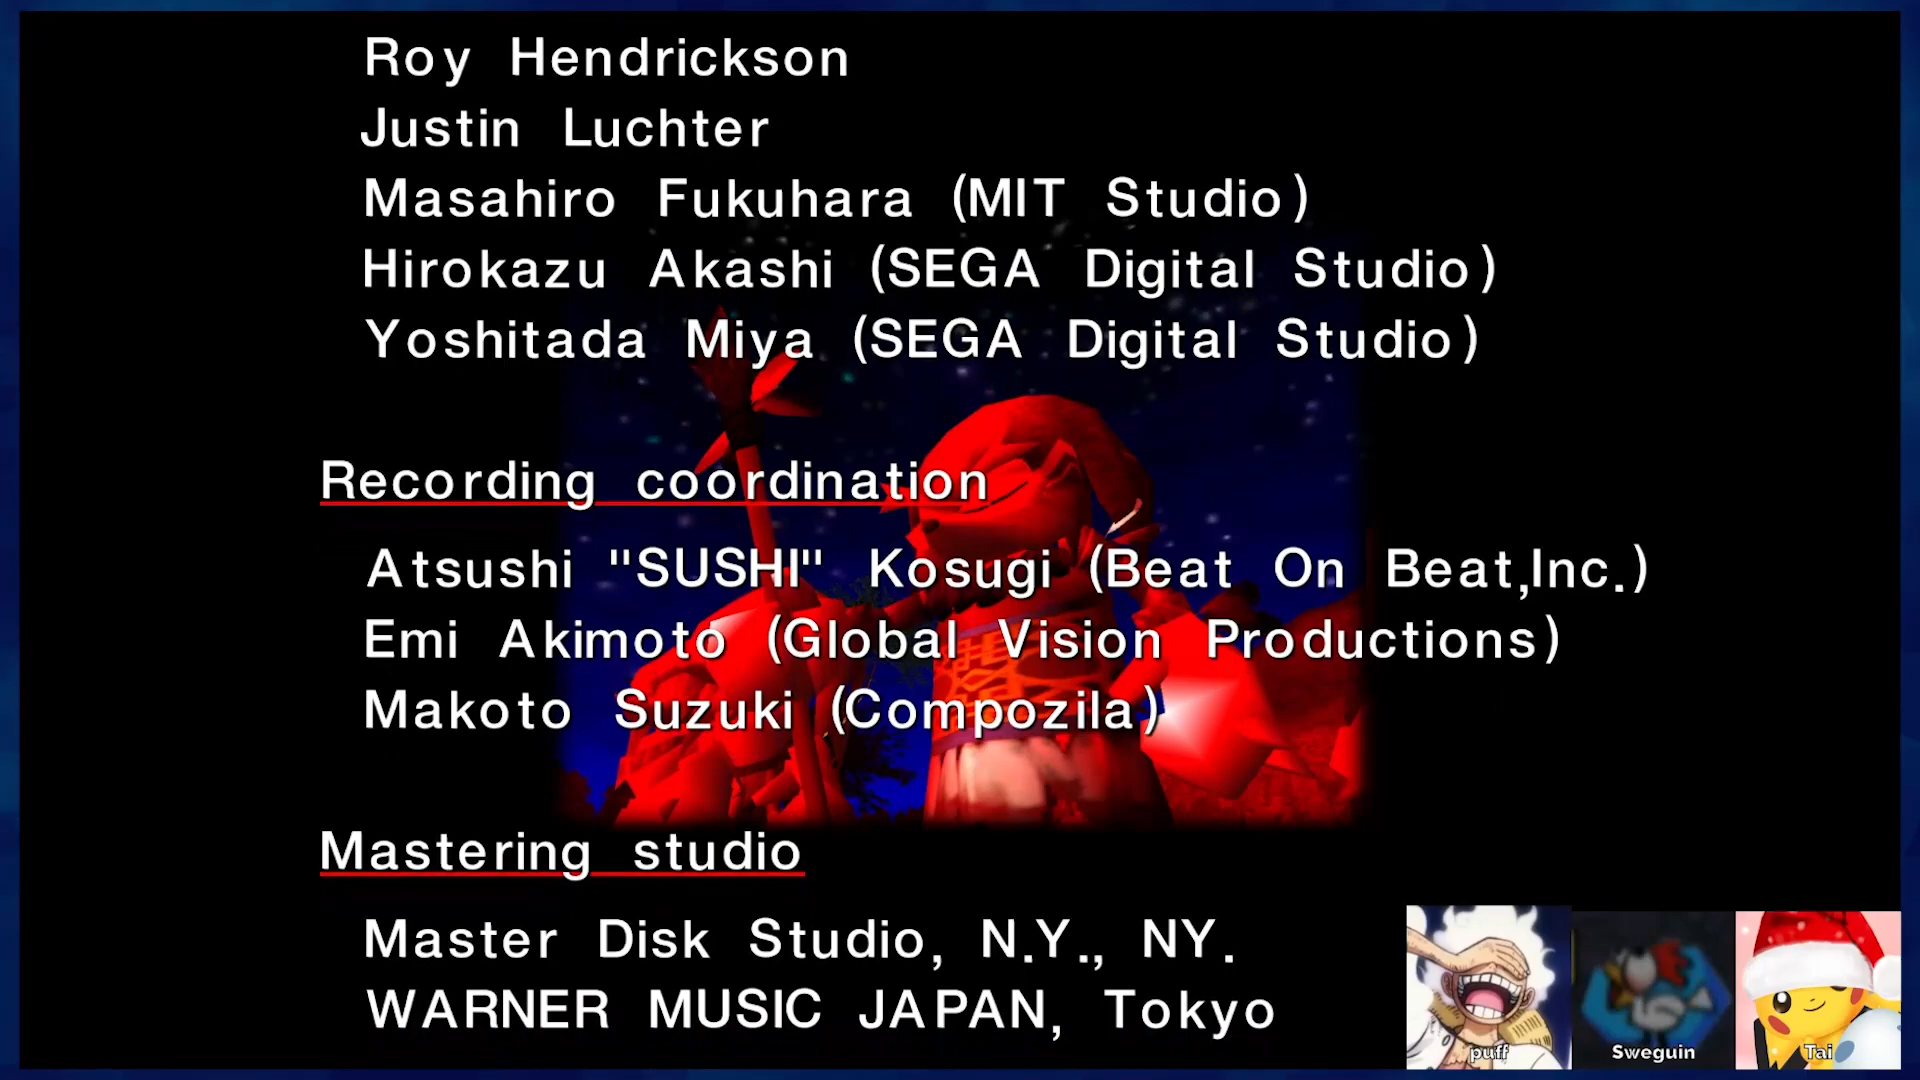 Roy Hendrickson
Justin Luchter
Masahiro Fukuhara (MIT Studio)
Hirokazu Akashi (SEGA Digital Studio)
Yoshitada Miya (SEGA Digital Studio)
Recording coordination
Atsushi "SUSHI" Kosugi (Beat On Beat,Inc.)
Emi Akimoto (Global Vision Productions)
Makoto Suzuki (Compozila)
Mastering studio
Master Disk Studio, N.Y., NY.
WARNER MUSIC JAPAN, Tokyo
puff
Sweguin
Tai